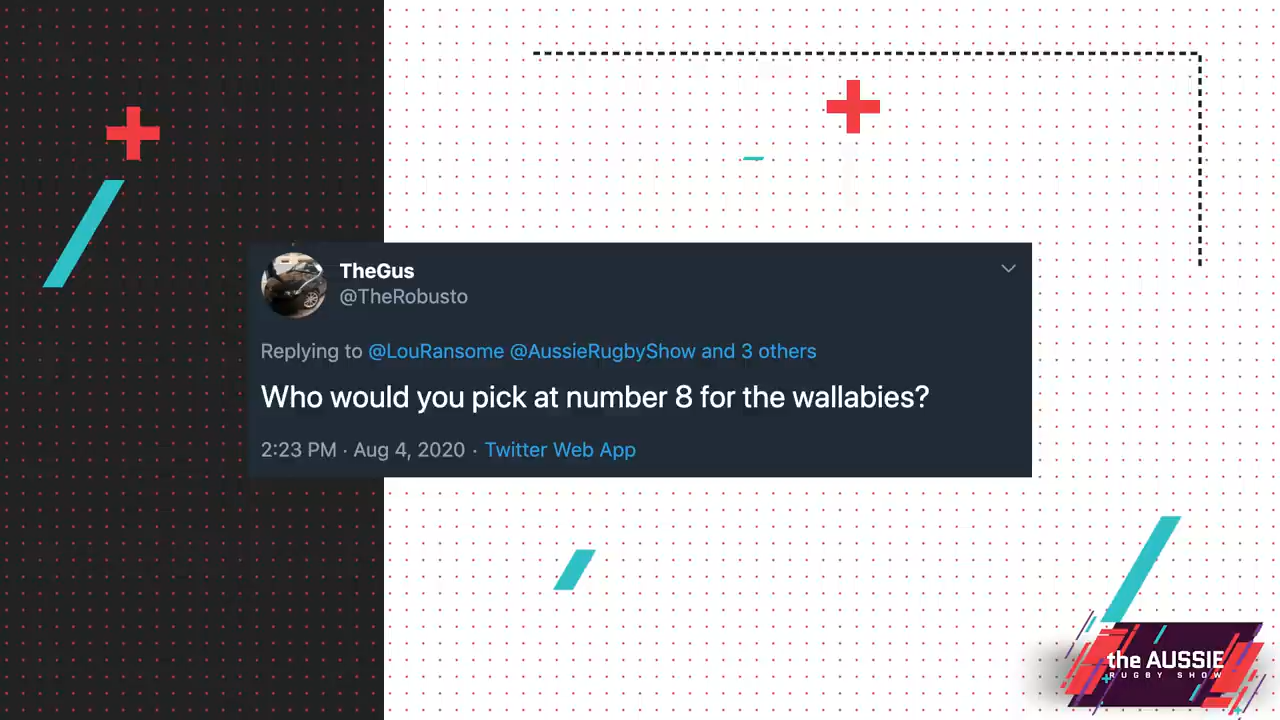 TheGus
@TheRobusto
Replying to @LouRansome @AussieRugbyShow and 3 others
Who would you pick at number 8 for the wallabies?
2:23 PM · Aug 4, 2020 · Twitter Web App
the AUSSIE
RUGBY SHOW